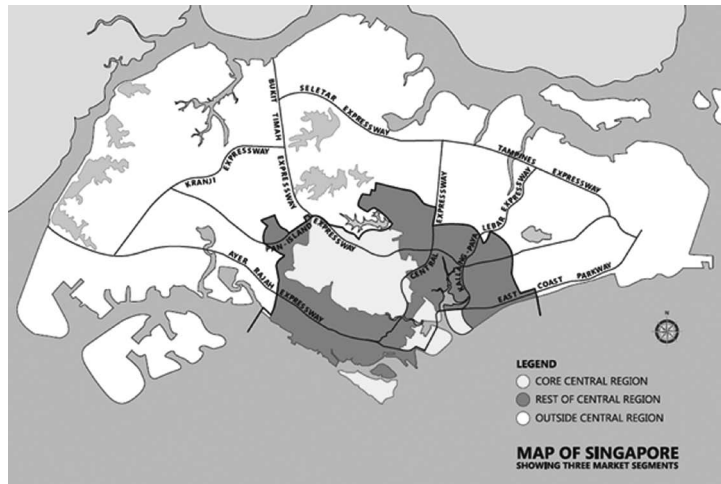 SELETAR EXPRESSWAY
BUKIT TIMAH EXPRESSWAY
TAMPINES EXPRESSWAY
KRANJI EXPRESSWAY
PAN-ISLAND EXPRESSWAY
CENTRAL EXPRESSWAY
KALLANG-PAYA LEBAR EXPRESSWAY
AYER RAJAH EXPRESSWAY
EAST COAST PARKWAY
N
LEGEND
CORE CENTRAL REGION
REST OF CENTRAL REGION
OUTSIDE CENTRAL REGION
MAP OF SINGAPORE
SHOWING THREE MARKET SEGMENTS